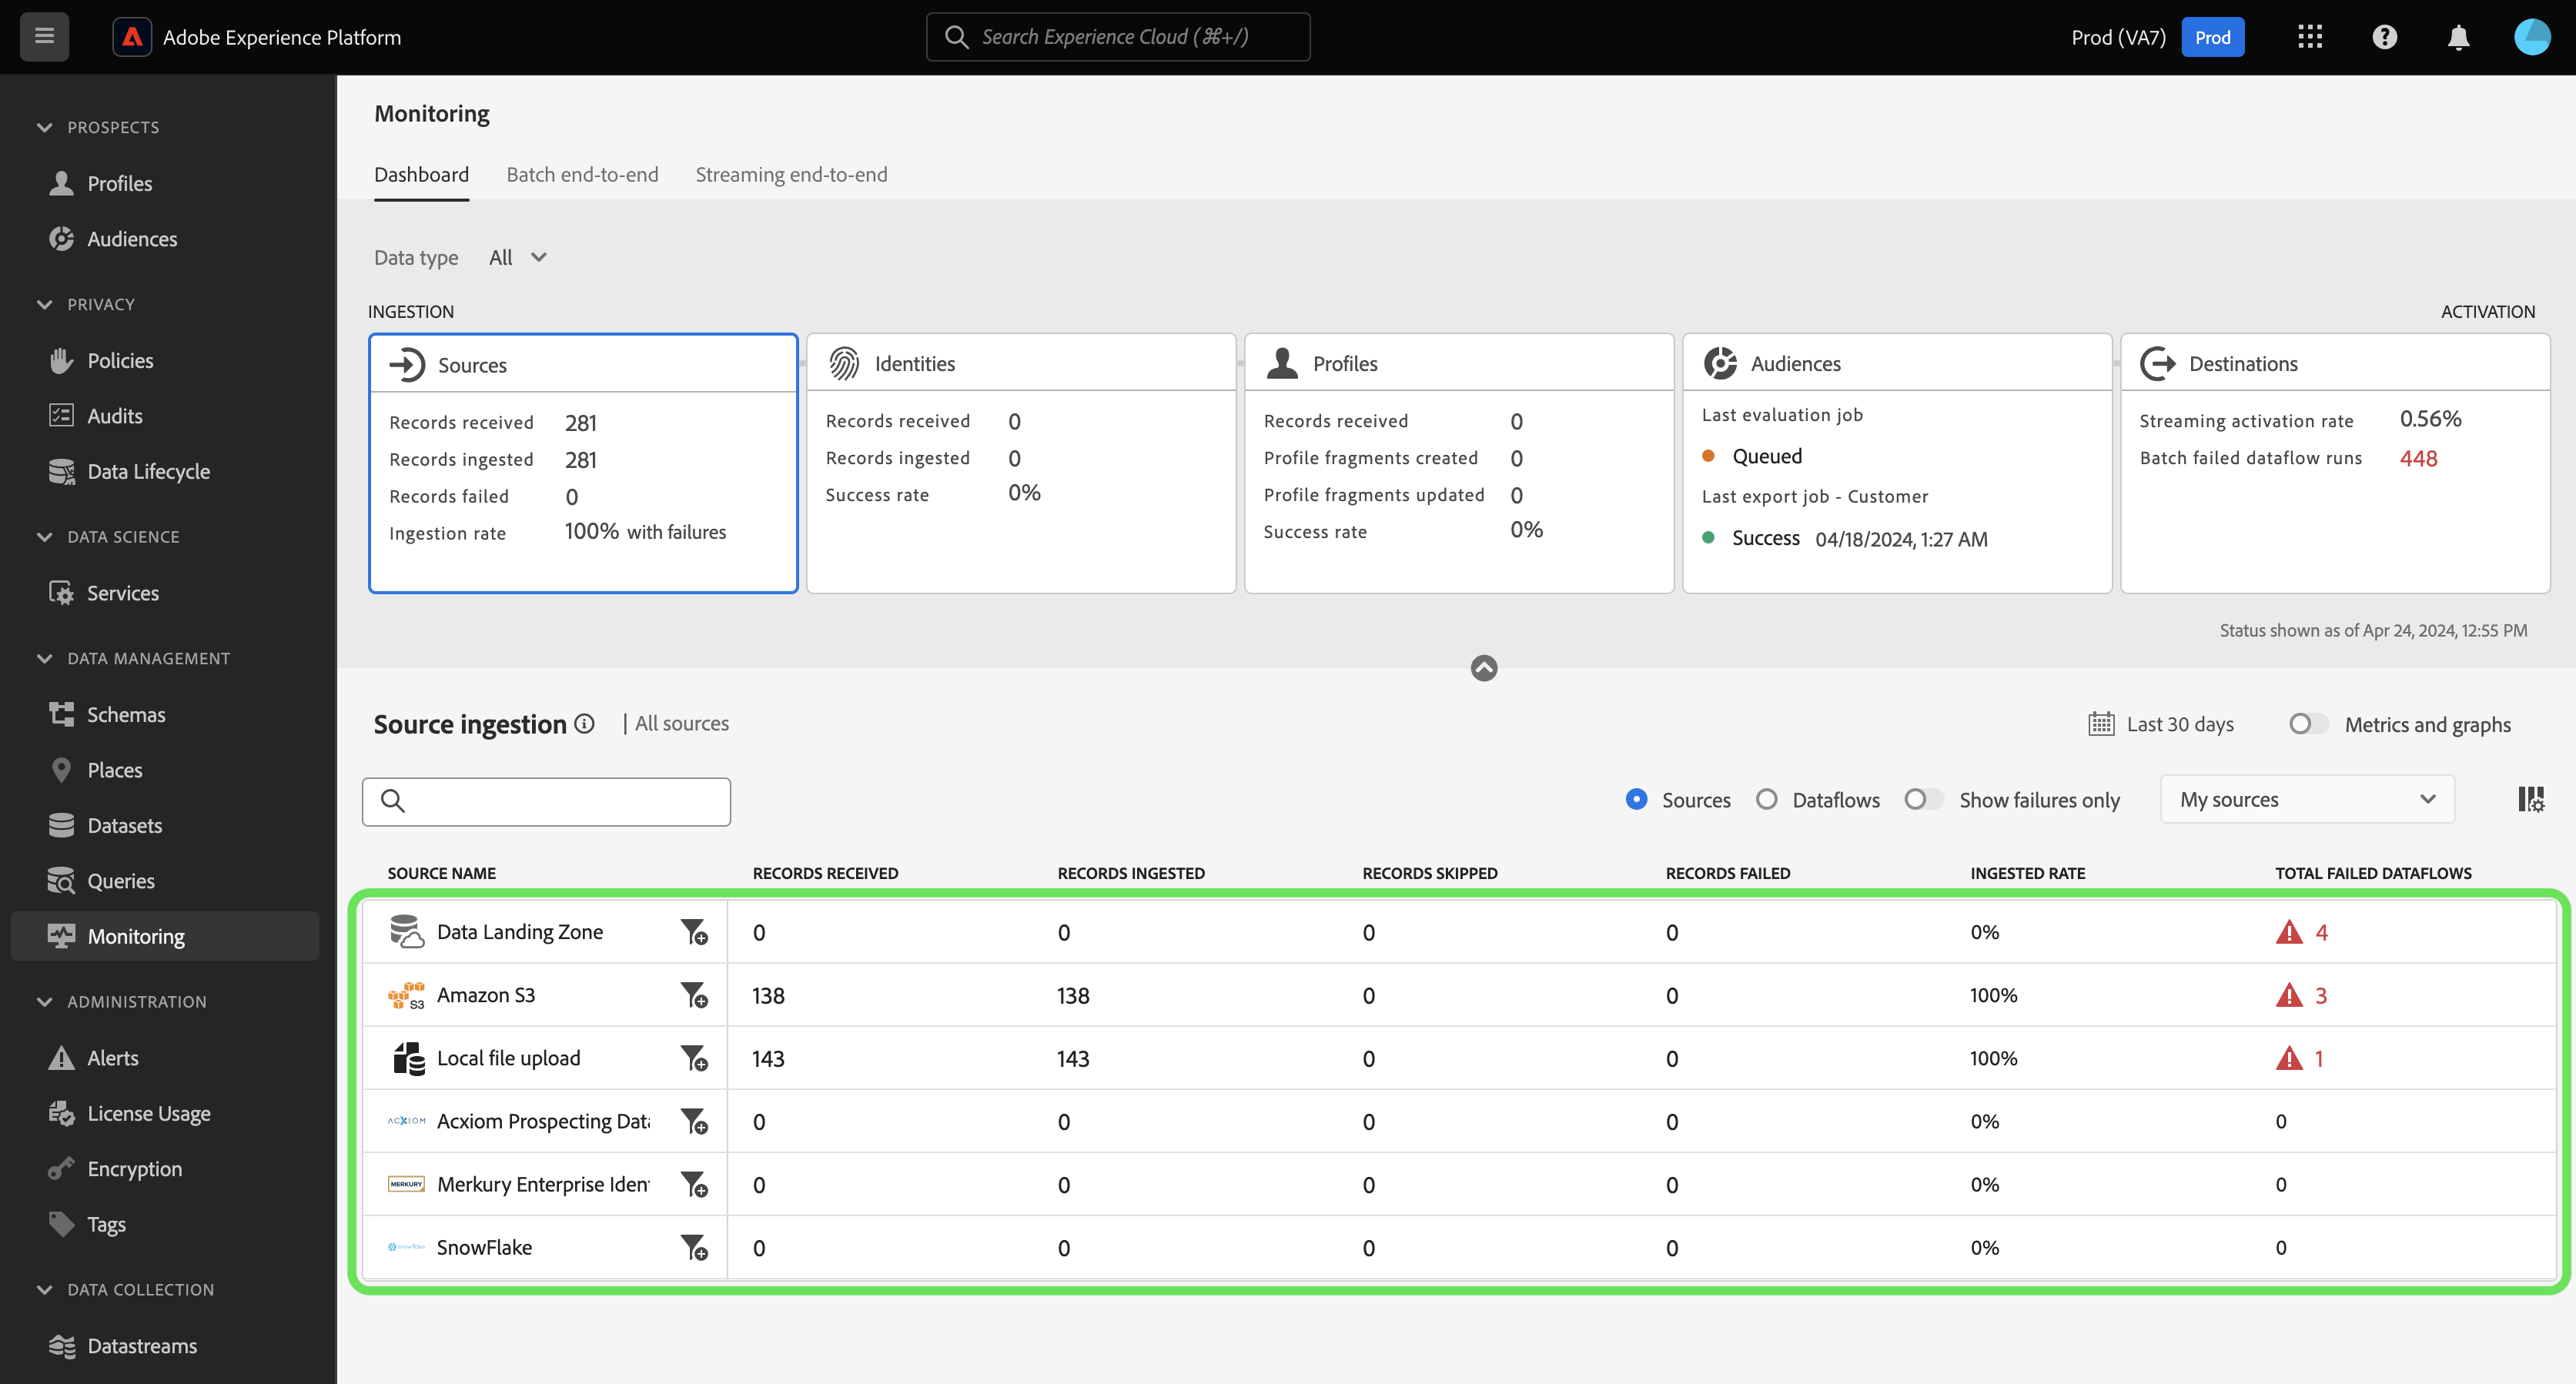 Adobe Experience Platform
Search Experience Cloud (⌘+/)
Prod (VA7)
Prod
PROSPECTS
Profiles
Audiences
PRIVACY
Policies
Audits
Data Lifecycle
DATA SCIENCE
Services
DATA MANAGEMENT
Schemas
Places
Datasets
Queries
Monitoring
ADMINISTRATION
Alerts
License Usage
Encryption
Tags
DATA COLLECTION
Datastreams
Monitoring
Dashboard Batch end-to-end Streaming end-to-end
Data type All
INGESTION ACTIVATION
Sources
Records received 281
Records ingested 281
Records failed 0
Ingestion rate 100% with failures
Identities
Records received 0
Records ingested 0
Success rate 0%
Profiles
Records received 0
Profile fragments created 0
Profile fragments updated 0
Success rate 0%
Audiences
Last evaluation job
Queued
Last export job - Customer
Success 04/18/2024, 1:27 AM
Destinations
Streaming activation rate 0.56%
Batch failed dataflow runs 448
Status shown as of Apr 24, 2024, 12:55 PM
Source ingestion | All sources Last 30 days Metrics and graphs
Sources Dataflows Show failures only My sources
SOURCE NAME RECORDS RECEIVED RECORDS INGESTED RECORDS SKIPPED RECORDS FAILED INGESTED RATE TOTAL FAILED DATAFLOWS
Data Landing Zone 0 0 0 0 0% 4
S3 Amazon S3 138 138 0 0 100% 3
Local file upload 143 143 0 0 100% 1
ACXIOM Acxiom Prospecting Data 0 0 0 0 0% 0
MERKURY Merkury Enterprise Iden 0 0 0 0 0% 0
snowflake SnowFlake 0 0 0 0 0% 0